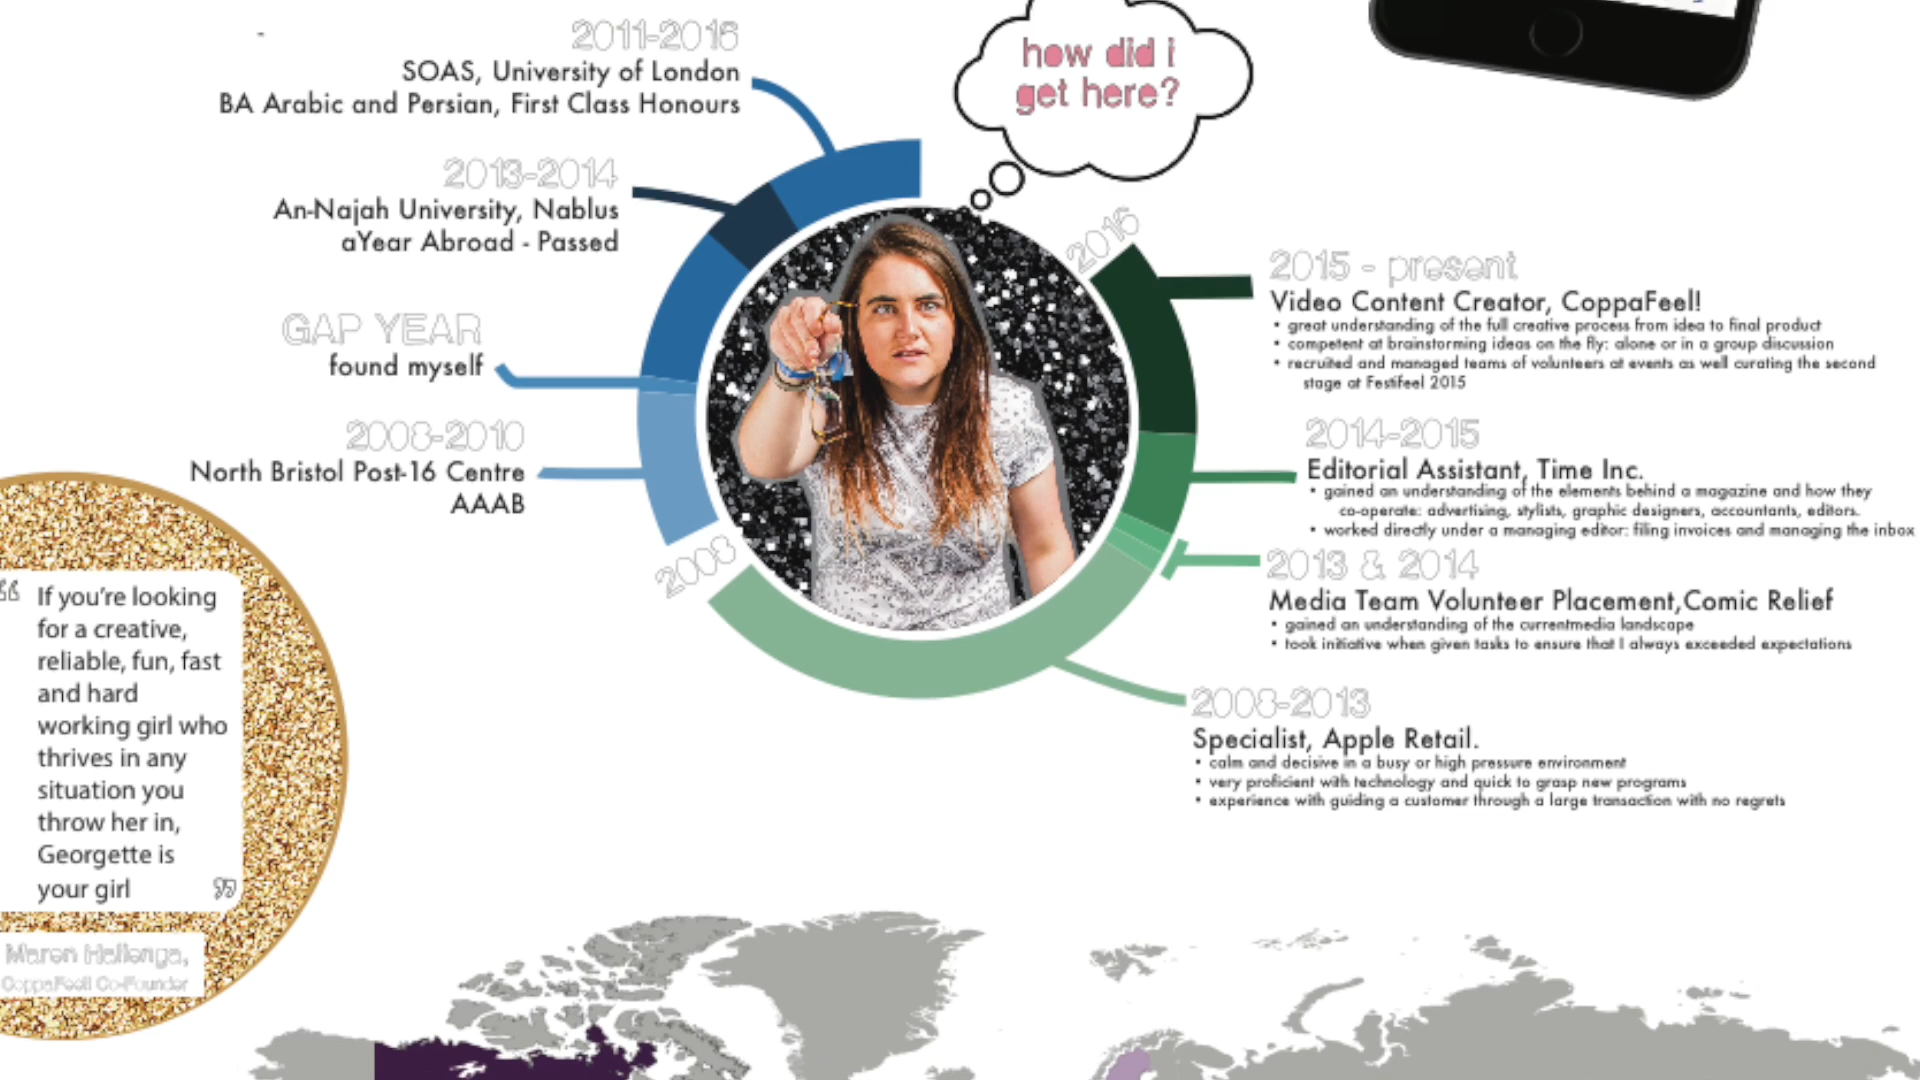 how did i
get here?
2011-2016
SOAS, University of London
BA Arabic and Persian, First Class Honours
2013-2014
An-Najah University, Nablus
aYear Abroad - Passed
GAP YEAR
found myself
2008-2010
North Bristol Post-16 Centre
AAAB
2008
2016
2015 - present
Video Content Creator, CoppaFeel!
• great understanding of the full creative process from idea to final product
• competent at brainstorming ideas on the fly: alone or in a group discussion
• recruited and managed teams of volunteers at events as well curating the second
stage at Festifeel 2015
2014-2015
Editorial Assistant, Time Inc.
• gained an understanding of the elements behind a magazine and how they
co-operate: advertising, stylists, graphic designers, accountants, editors.
• worked directly under a managing editor: filing invoices and managing the inbox
2013 & 2014
Media Team Volunteer Placement,Comic Relief
• gained an understanding of the currentmedia landscape
• took initiative when given tasks to ensure that I always exceeded expectations
2008-2013
Specialist, Apple Retail.
• calm and decisive in a busy or high pressure environment
• very proficient with technology and quick to grasp new programs
• experience with guiding a customer through a large transaction with no regrets
“ If you’re looking
for a creative,
reliable, fun, fast
and hard
working girl who
thrives in any
situation you
throw her in,
Georgette is
your girl ”
Maren Hallenga,
CoppaFeel! Co-Founder